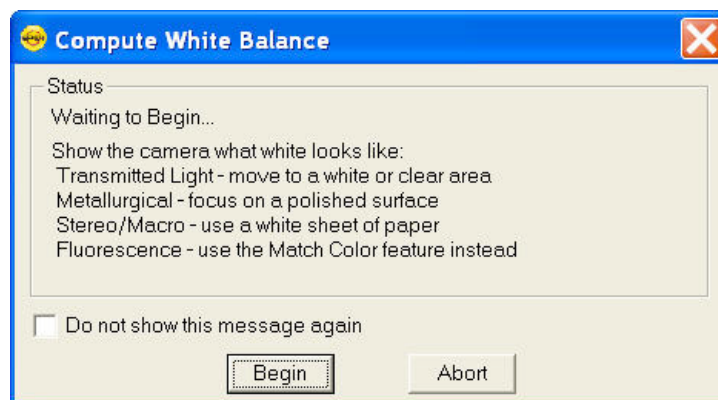 Compute White Balance
Status
Waiting to Begin...
Show the camera what white looks like:
Transmitted Light - move to a white or clear area
Metallurgical - focus on a polished surface
Stereo/Macro - use a white sheet of paper
Fluorescence - use the Match Color feature instead
Do not show this message again
Begin Abort